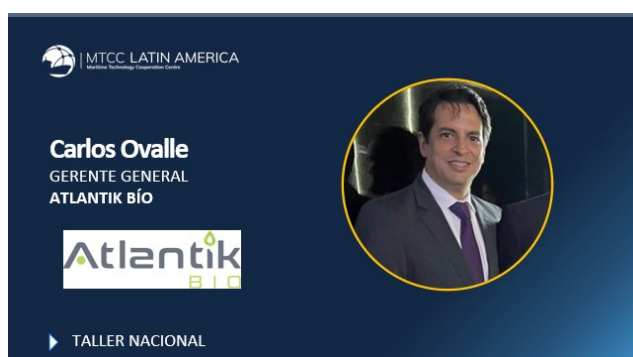 MTCC LATIN AMERICA
Maritime Technology Cooperation Centre
Carlos Ovalle
GERENTE GENERAL
ATLANTIK BÍO
Atlantik
BIO
TALLER NACIONAL